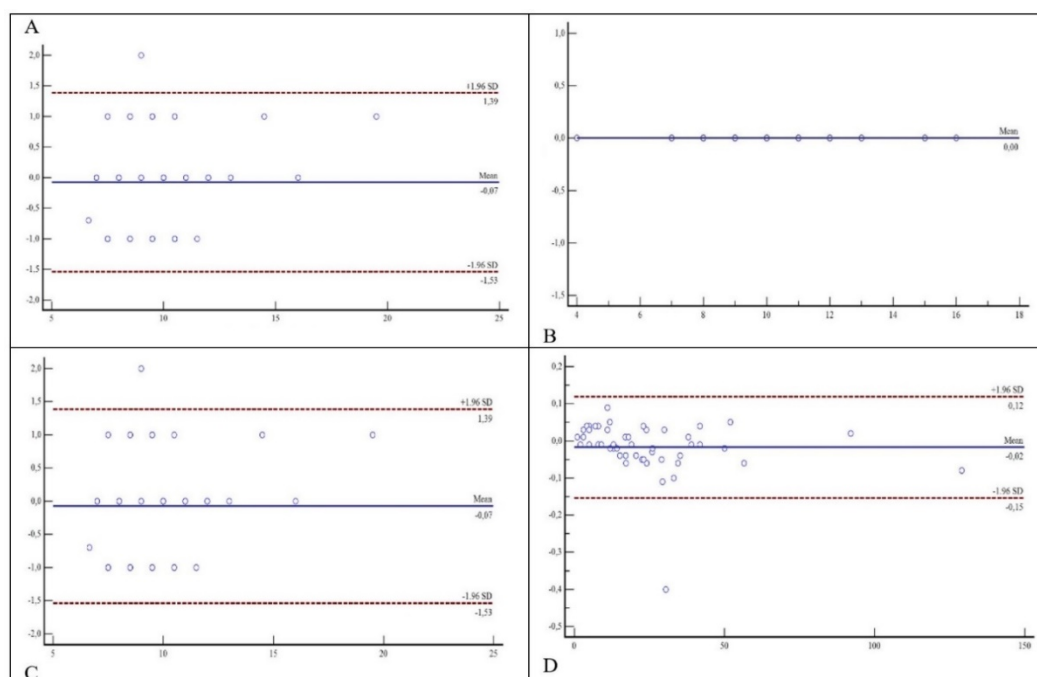 A
2,0
1,5
1,0
0,5
0,0
-0,5
-1,0
-1,5
-2,0
+1.96 SD
1,39
Mean
-0,07
-1.96 SD
-1,53
5 10 15 20 25
1,0
0,5
0,0
-0,5
-1,0
-1,5
Mean
0,00
4 6 8 10 12 14 16 18
B
2,0
1,5
1,0
0,5
0,0
-0,5
-1,0
-1,5
-2,0
+1.96 SD
1,39
Mean
-0,07
-1.96 SD
-1,53
5 10 15 20 25
C
0,2
0,1
0,0
-0,1
-0,2
-0,3
-0,4
-0,5
+1.96 SD
0,12
Mean
-0,02
-1.96 SD
-0,15
0 50 100 150
D